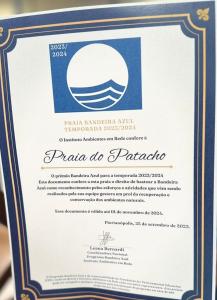 2023/
2024
PRAIA BANDEIRA AZUL
TEMPORADA 2023/2024
O Instituto Ambientes em Rede confere à
Praia do Patacho
O prêmio Bandeira Azul para a temporada 2023/2024
Este documento confere a esta praia o direito de hastear a Bandeira
Azul como reconhecimento pelos esforços e atividades que vêm sendo
realizados pela sua equipe gestora em prol da recuperação e
conservação dos ambientes naturais.
Este documento é válido até 01 de novembro de 2024.
Florianópolis, de novembro de 2023.
Leana Bernardi
Coordenadora Nacional
Programa Bandeira Azul
Instituto Ambientes em Rede